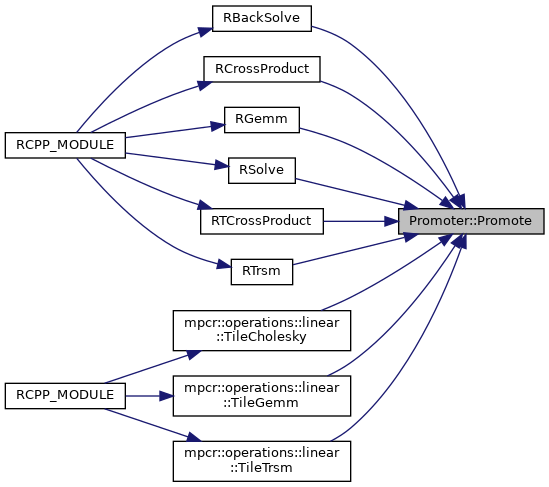 RBackSolve
RCrossProduct
RGemm
RCPP_MODULE
RSolve
RTCrossProduct
Promoter::Promote
RTrsm
mpcr::operations::linear
::TileCholesky
mpcr::operations::linear
::TileGemm
RCPP_MODULE
mpcr::operations::linear
::TileTrsm